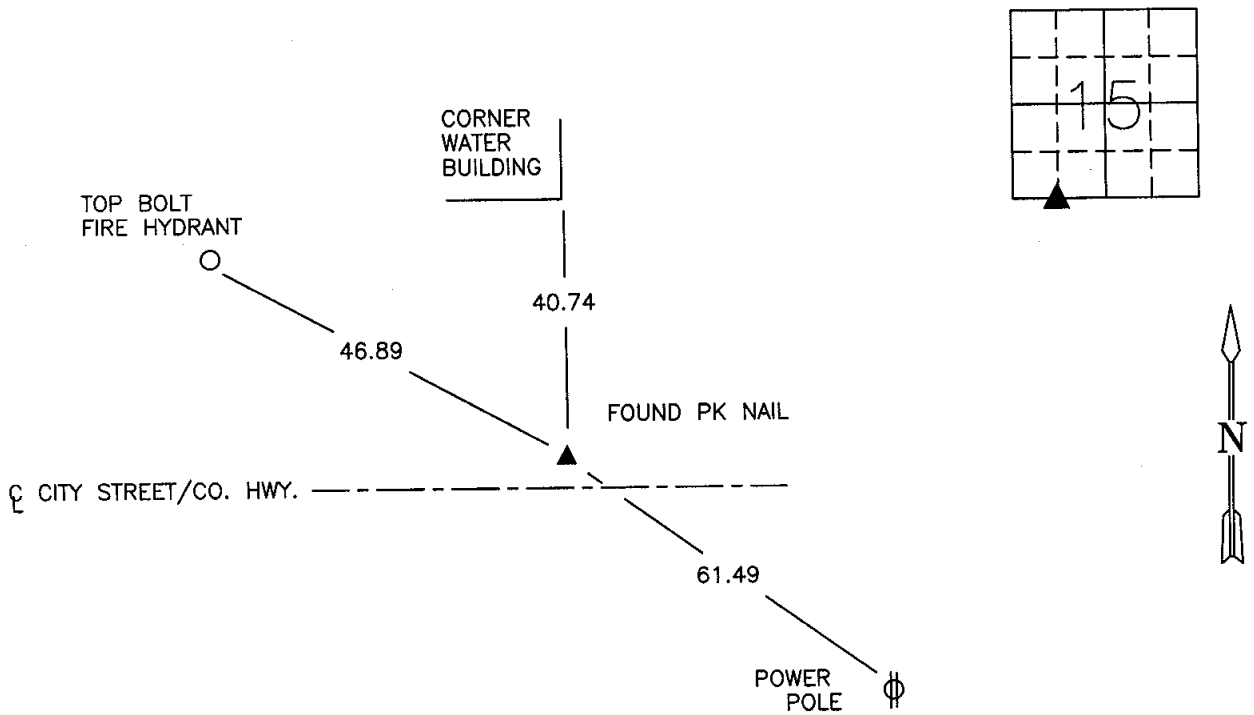 15
CORNER
WATER
BUILDING
TOP BOLT
FIRE HYDRANT
40.74
46.89
FOUND PK NAIL
℄ CITY STREET/CO. HWY.
N
61.49
POWER
POLE